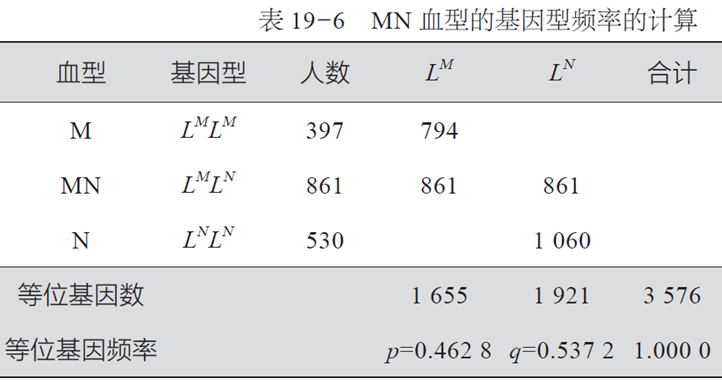 表 19-6 MN 血型的基因型频率的计算
血型 基因型 人数 L^M L^N 合计
M L^M L^M 397 794
MN L^M L^N 861 861 861
N L^N L^N 530 1 060
等位基因数 1 655 1 921 3 576
等位基因频率 p=0.462 8 q=0.537 2 1.000 0